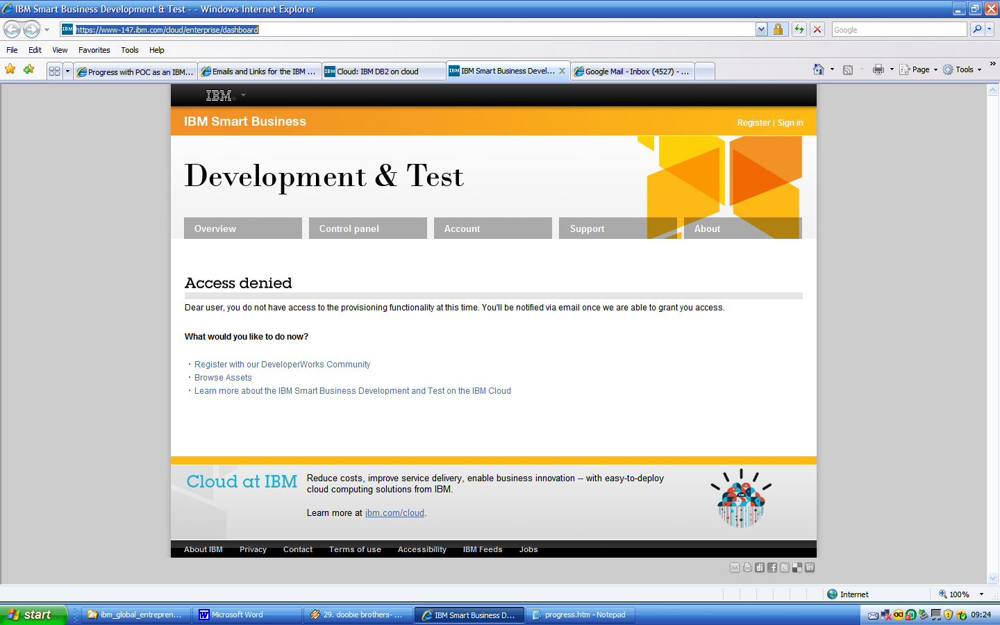 IBM Smart Business Development & Test - - Windows Internet Explorer
https://www-147.ibm.com/cloud/enterprise/dashboard
Google
File Edit View Favorites Tools Help
Progress with POC as an IBM... Emails and Links for the IBM ... Cloud: IBM DB2 on cloud IBM Smart Business Devel... Google Mail - Inbox (4527) - ... Page Tools
IBM
IBM Smart Business Register | Sign in
Development & Test
Overview Control panel Account Support About
Access denied
Dear user, you do not have access to the provisioning functionality at this time. You'll be notified via email once we are able to grant you access.
What would you like to do now?
Register with our DeveloperWorks Community
Browse Assets
Learn more about the IBM Smart Business Development and Test on the IBM Cloud
Cloud at IBM
Reduce costs, improve service delivery, enable business innovation -- with easy-to-deploy
cloud computing solutions from IBM.
Learn more at ibm.com/cloud.
About IBM Privacy Contact Terms of use Accessibility IBM Feeds Jobs
Internet 100%
start ibm_global_entrepren... Microsoft Word 29. doobie brothers- ... IBM Smart Business D... progress.htm - Notepad 09:24